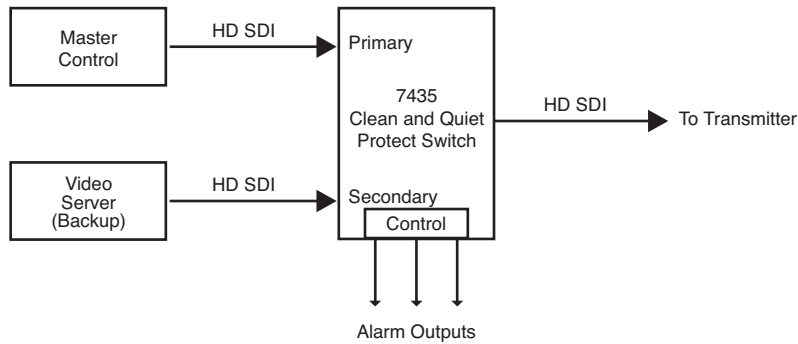 Master
Control
HD SDI
Primary
7435
Clean and Quiet
Protect Switch
HD SDI
To Transmitter
Video
Server
(Backup)
HD SDI
Secondary
Control
Alarm Outputs